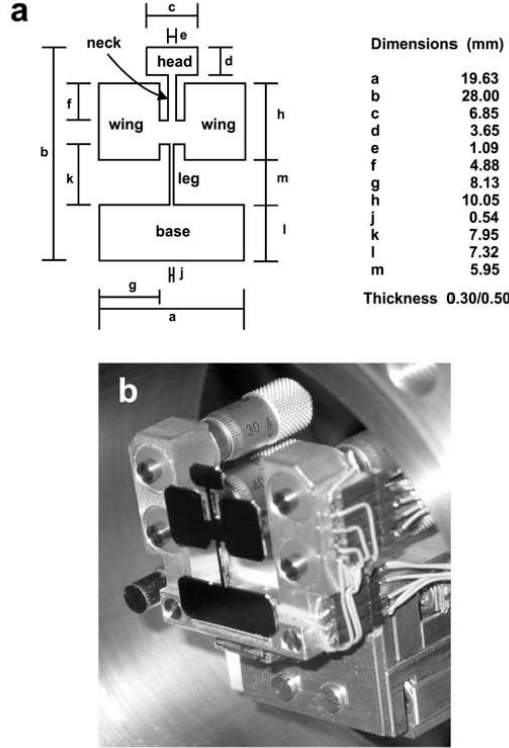 a
c
e
neck
head
d
Dimensions (mm)
a 19.63
b 28.00
c 6.85
d 3.65
e 1.09
f 4.88
g 8.13
h 10.05
j 0.54
k 7.95
l 7.32
m 5.95
Thickness 0.30/0.50
f
wing
wing
h
b
k
leg
m
base
l
j
g
a
b
30